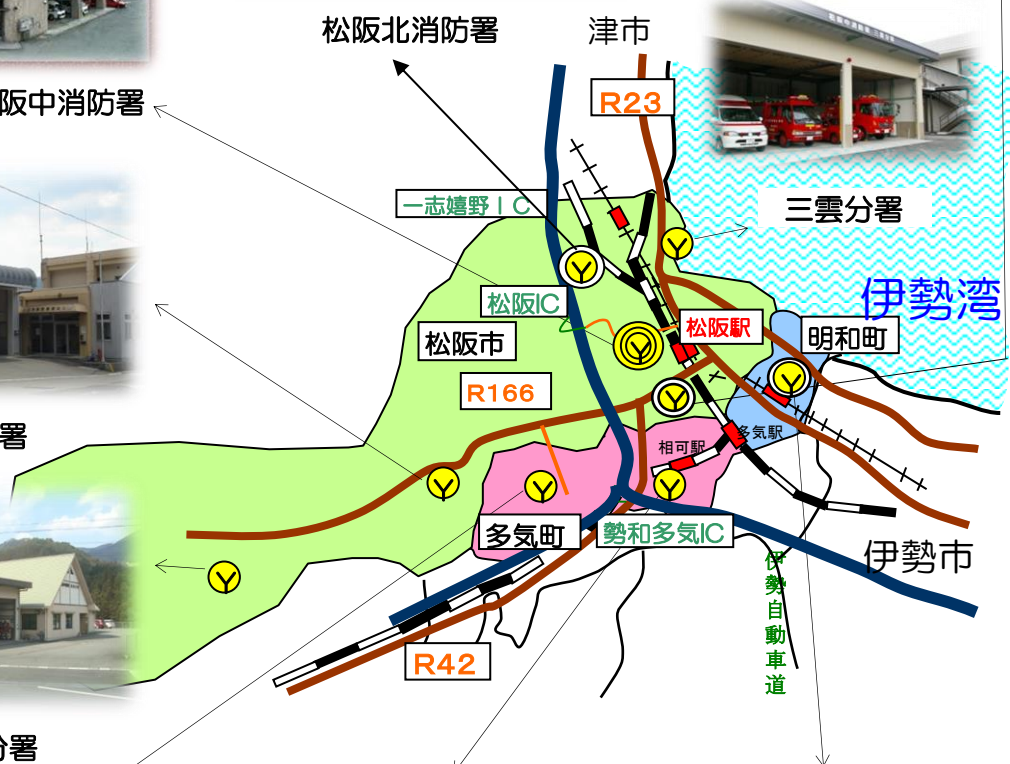 松阪北消防署
津市
R23
阪中消防署
一志嬉野IC
三雲分署
伊勢湾
松阪IC
松阪駅
松阪市
明和町
R166
署
多気駅
相可駅
多気町
勢和多気IC
伊勢市
伊勢自動車道
R42
分署